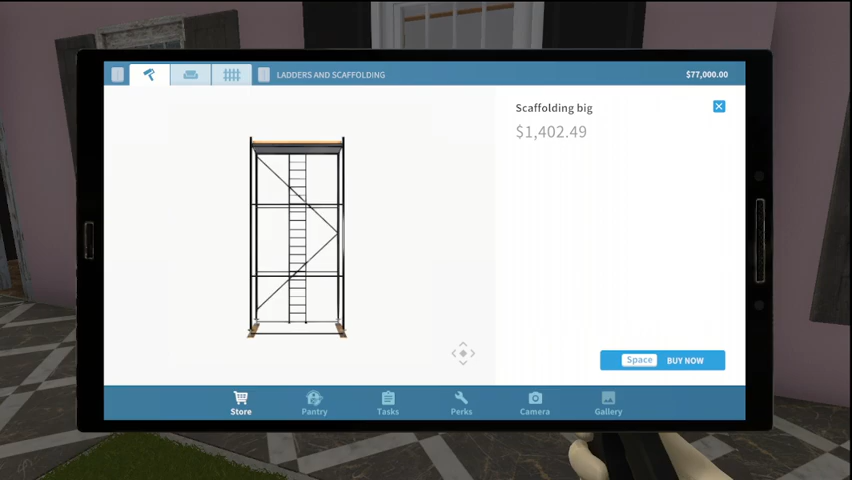 LADDERS AND SCAFFOLDING
$77,000.00
Scaffolding big
$1,402.49
Space BUY NOW
Store
Pantry
Tasks
Perks
Camera
Gallery